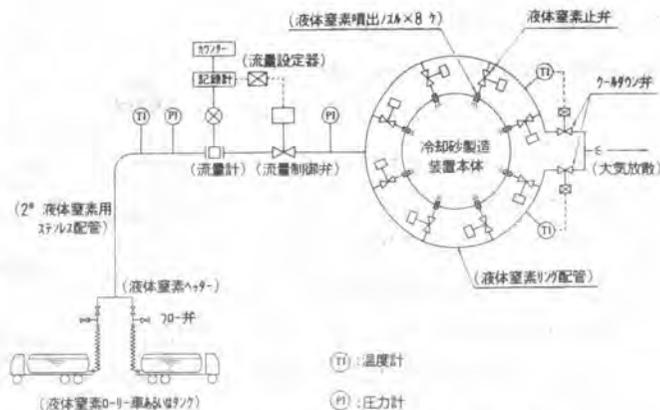 (液体窒素噴出ノズル×8ケ)
液体窒素止弁
カウンター
(流量設定器)
記録計
TI
クールダウン弁
TI
PI
PI
冷却砂製造
装置本体
(大気放散)
(流量計)
(流量制御弁)
(2ᴮ 液体窒素用
ステンレス配管)
TI
(液体窒素リング配管)
(液体窒素ヘッダー)
ブロー弁
TI :温度計
(液体窒素ローリー車あるいはタンク)
PI :圧力計